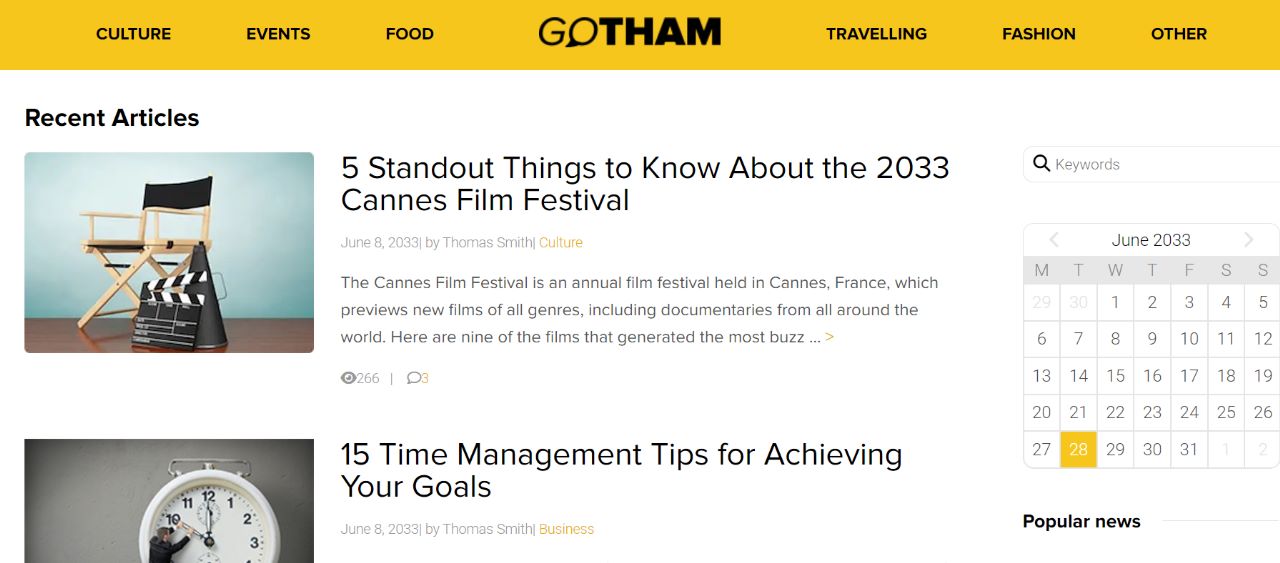 CULTURE EVENTS FOOD GOTHAM TRAVELLING FASHION OTHER
Recent Articles
5 Standout Things to Know About the 2033
Cannes Film Festival
June 8, 2033| by Thomas Smith| Culture
The Cannes Film Festival is an annual film festival held in Cannes, France, which
previews new films of all genres, including documentaries from all around the
world. Here are nine of the films that generated the most buzz ... >
266 | 3
15 Time Management Tips for Achieving
Your Goals
June 8, 2033| by Thomas Smith| Business
12
11 1
10 2
3
Keywords
June 2033
M T W T F S S
29 30 1 2 3 4 5
6 7 8 9 10 11 12
13 14 15 16 17 18 19
20 21 22 23 24 25 26
27 28 29 30 31 1 2
Popular news